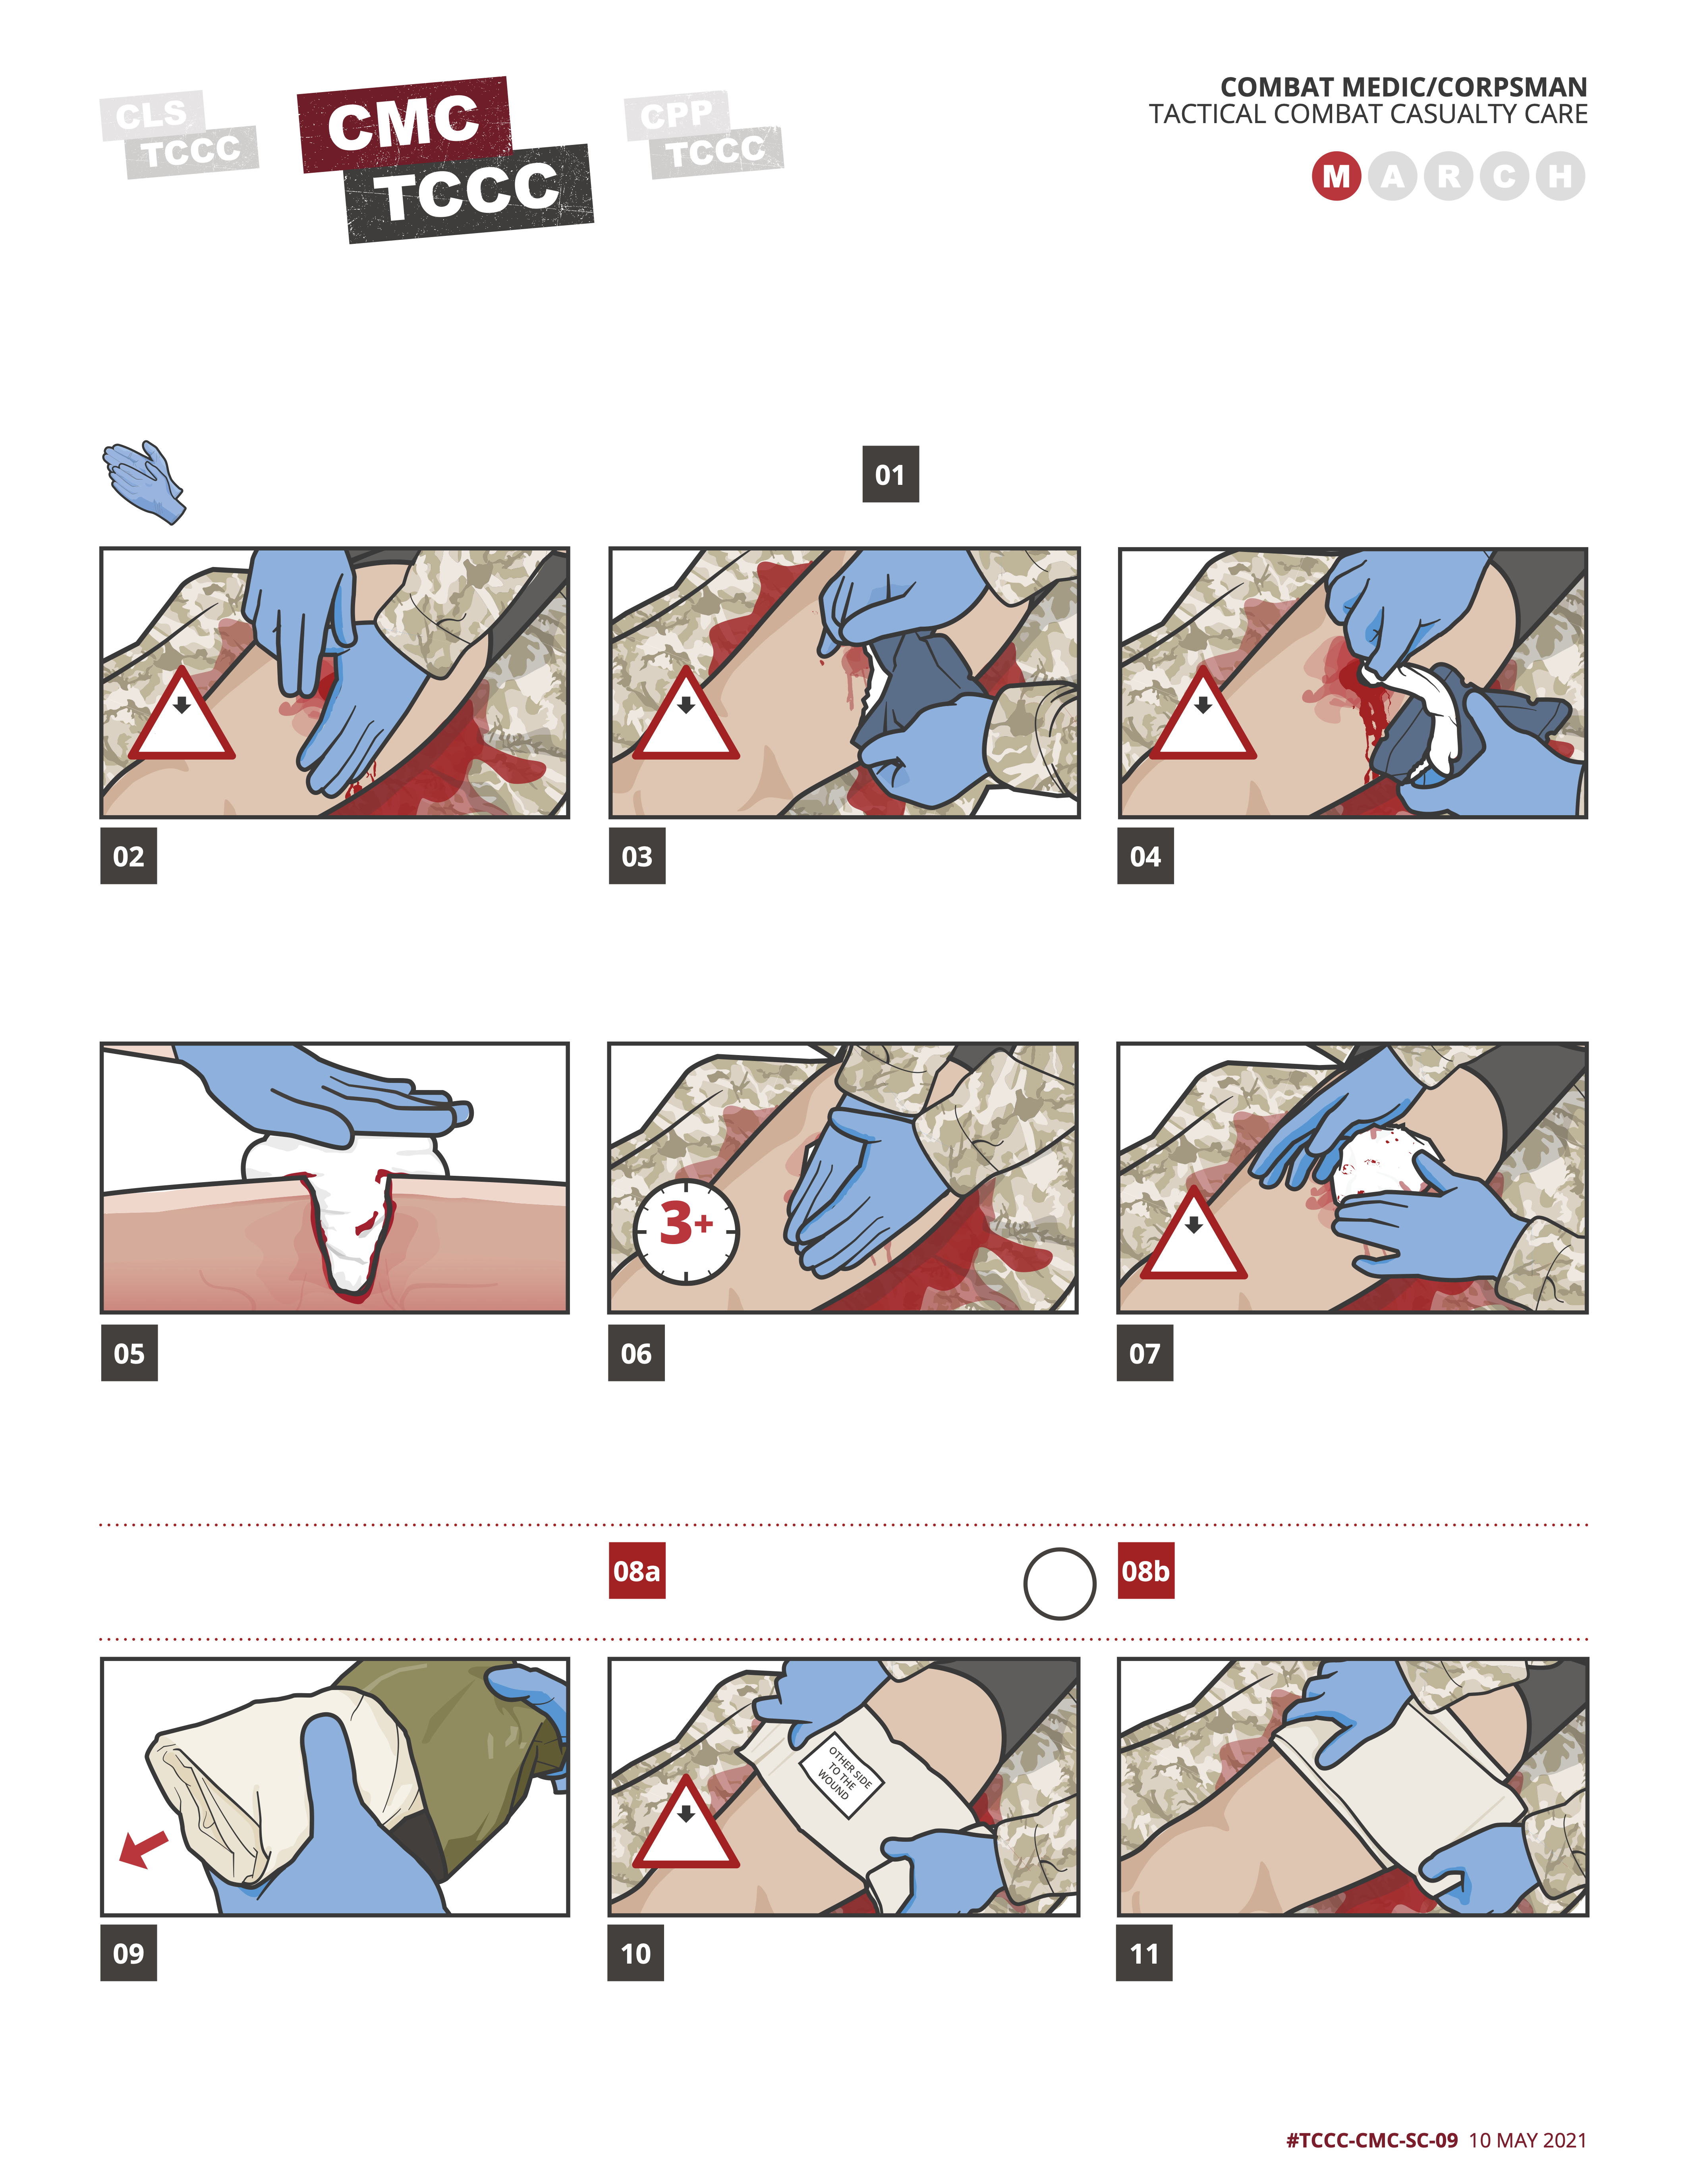 CLS
TCCC
CMC
TCCC
CPP
TCCC
COMBAT MEDIC/CORPSMAN
TACTICAL COMBAT CASUALTY CARE
M A R C H
01
02
03
04
3+
05
06
07
08a
08b
OTHER SIDE
TO THE
WOUND
09
10
11
#TCCC-CMC-SC-09 10 MAY 2021